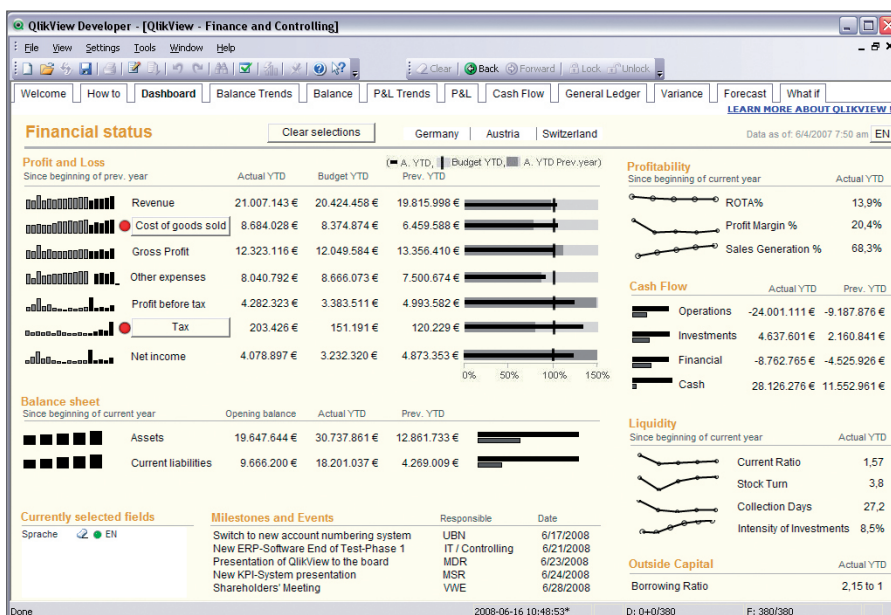 QlikView Developer - [QlikView - Finance and Controlling]
File View Settings Tools Window Help
Clear Back Forward Lock Unlock
Welcome How to Dashboard Balance Trends Balance P&L Trends P&L Cash Flow General Ledger Variance Forecast What if
LEARN MORE ABOUT QLIKVIEW !
Financial status Clear selections Germany Austria Switzerland Data as of: 6/4/2007 7:50 am EN
Profit and Loss (A. YTD, Budget YTD, A. YTD Prev.year)
Since beginning of prev. year Actual YTD Budget YTD Prev. YTD
Revenue 21.007.143 € 20.424.458 € 19.815.998 €
Cost of goods sold 8.684.028 € 8.374.874 € 6.459.588 €
Gross Profit 12.323.116 € 12.049.584 € 13.356.410 €
Other expenses 8.040.792 € 8.666.073 € 7.500.674 €
Profit before tax 4.282.323 € 3.383.511 € 4.993.582 €
Tax 203.426 € 151.191 € 120.229 €
Net income 4.078.897 € 3.232.320 € 4.873.353 €
0% 50% 100% 150%
Balance sheet
Since beginning of current year Opening balance Actual YTD Prev. YTD
Assets 19.647.644 € 30.737.861 € 12.861.733 €
Current liabilities 9.666.200 € 18.201.037 € 4.269.009 €
Currently selected fields
Sprache EN
Milestones and Events Responsible Date
Switch to new account numbering system UBN 6/17/2008
New ERP-Software End of Test-Phase 1 IT / Controlling 6/21/2008
Presentation of QlikView to the board MDR 6/23/2008
New KPI-System presentation MSR 6/24/2008
Shareholders' Meeting VWE 6/28/2008
Profitability
Since beginning of current year Actual YTD
ROTA% 13,9%
Profit Margin % 20,4%
Sales Generation % 68,3%
Cash Flow Actual YTD Prev. YTD
Operations -24.001.111 € -9.187.876 €
Investments 4.637.601 € 2.160.841 €
Financial -8.762.765 € -4.525.926 €
Cash 28.126.276 € 11.552.961 €
Liquidity
Since beginning of current year Actual YTD
Current Ratio 1,57
Stock Turn 3,8
Collection Days 27,2
Intensity of Investments 8,5%
Outside Capital Actual YTD
Borrowing Ratio 2,15 to 1
Done 2008-06-16 10:48:53* D: 0+0/380 F: 380/380